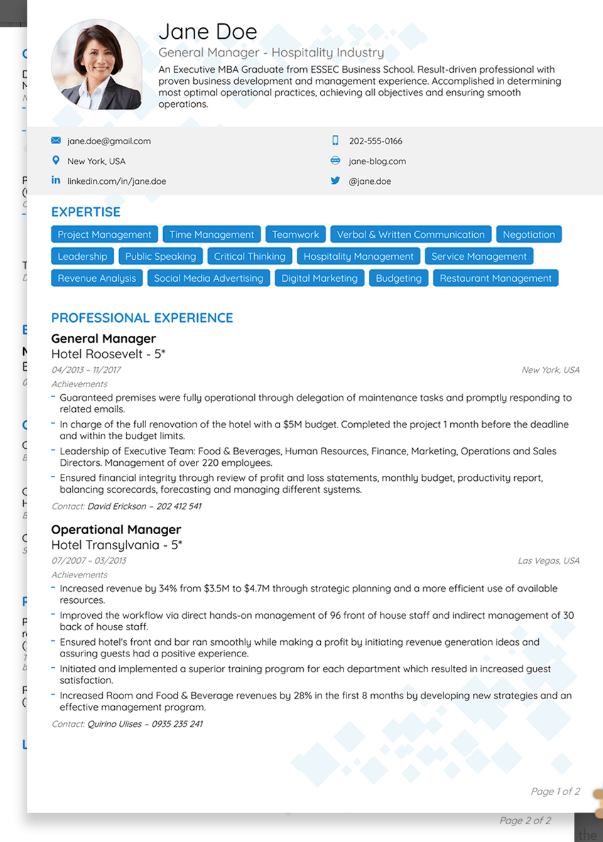 Jane Doe
General Manager - Hospitality Industry
An Executive MBA Graduate from ESSEC Business School. Result-driven professional with
proven business development and management experience. Accomplished in determining
most optimal operational practices, achieving all objectives and ensuring smooth
operations.
jane.doe@gmail.com
202-555-0166
New York, USA
jane-blog.com
linkedin.com/in/jane.doe
@jane.doe
EXPERTISE
Project Management Time Management Teamwork Verbal & Written Communication Negotiation
Leadership Public Speaking Critical Thinking Hospitality Management Service Management
Revenue Analysis Social Media Advertising Digital Marketing Budgeting Restaurant Management
PROFESSIONAL EXPERIENCE
General Manager
Hotel Roosevelt - 5*
04/2013 – 11/2017 New York, USA
Achievements
- Guaranteed premises were fully operational through delegation of maintenance tasks and promptly responding to
related emails.
- In charge of the full renovation of the hotel with a $5M budget. Completed the project 1 month before the deadline
and within the budget limits.
- Leadership of Executive Team: Food & Beverages, Human Resources, Finance, Marketing, Operations and Sales
Directors. Management of over 220 employees.
- Ensured financial integrity through review of profit and loss statements, monthly budget, productivity report,
balancing scorecards, forecasting and managing different systems.
Contact: David Erickson – 202 412 541
Operational Manager
Hotel Transylvania - 5*
07/2007 – 03/2013 Las Vegas, USA
Achievements
- Increased revenue by 34% from $3.5M to $4.7M through strategic planning and a more efficient use of available
resources.
- Improved the workflow via direct hands-on management of 96 front of house staff and indirect management of 30
back of house staff.
- Ensured hotel's front and bar ran smoothly while making a profit by initiating revenue generation ideas and
assuring guests had a positive experience.
- Initiated and implemented a superior training program for each department which resulted in increased guest
satisfaction.
- Increased Room and Food & Beverage revenues by 28% in the first 8 months by developing new strategies and an
effective management program.
Contact: Quirino Ulises – 0935 235 241
Page 1 of 2
Page 2 of 2
the